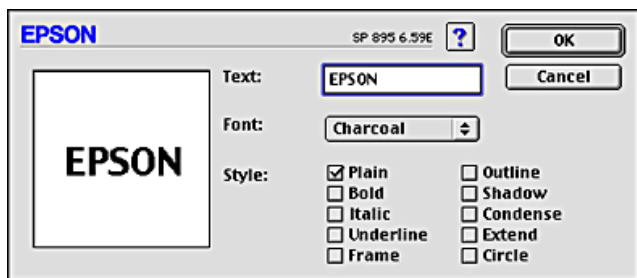 EPSON SP 895 6.59E ? OK
Text: EPSON Cancel
Font: Charcoal
EPSON
Style: Plain Outline
Bold Shadow
Italic Condense
Underline Extend
Frame Circle